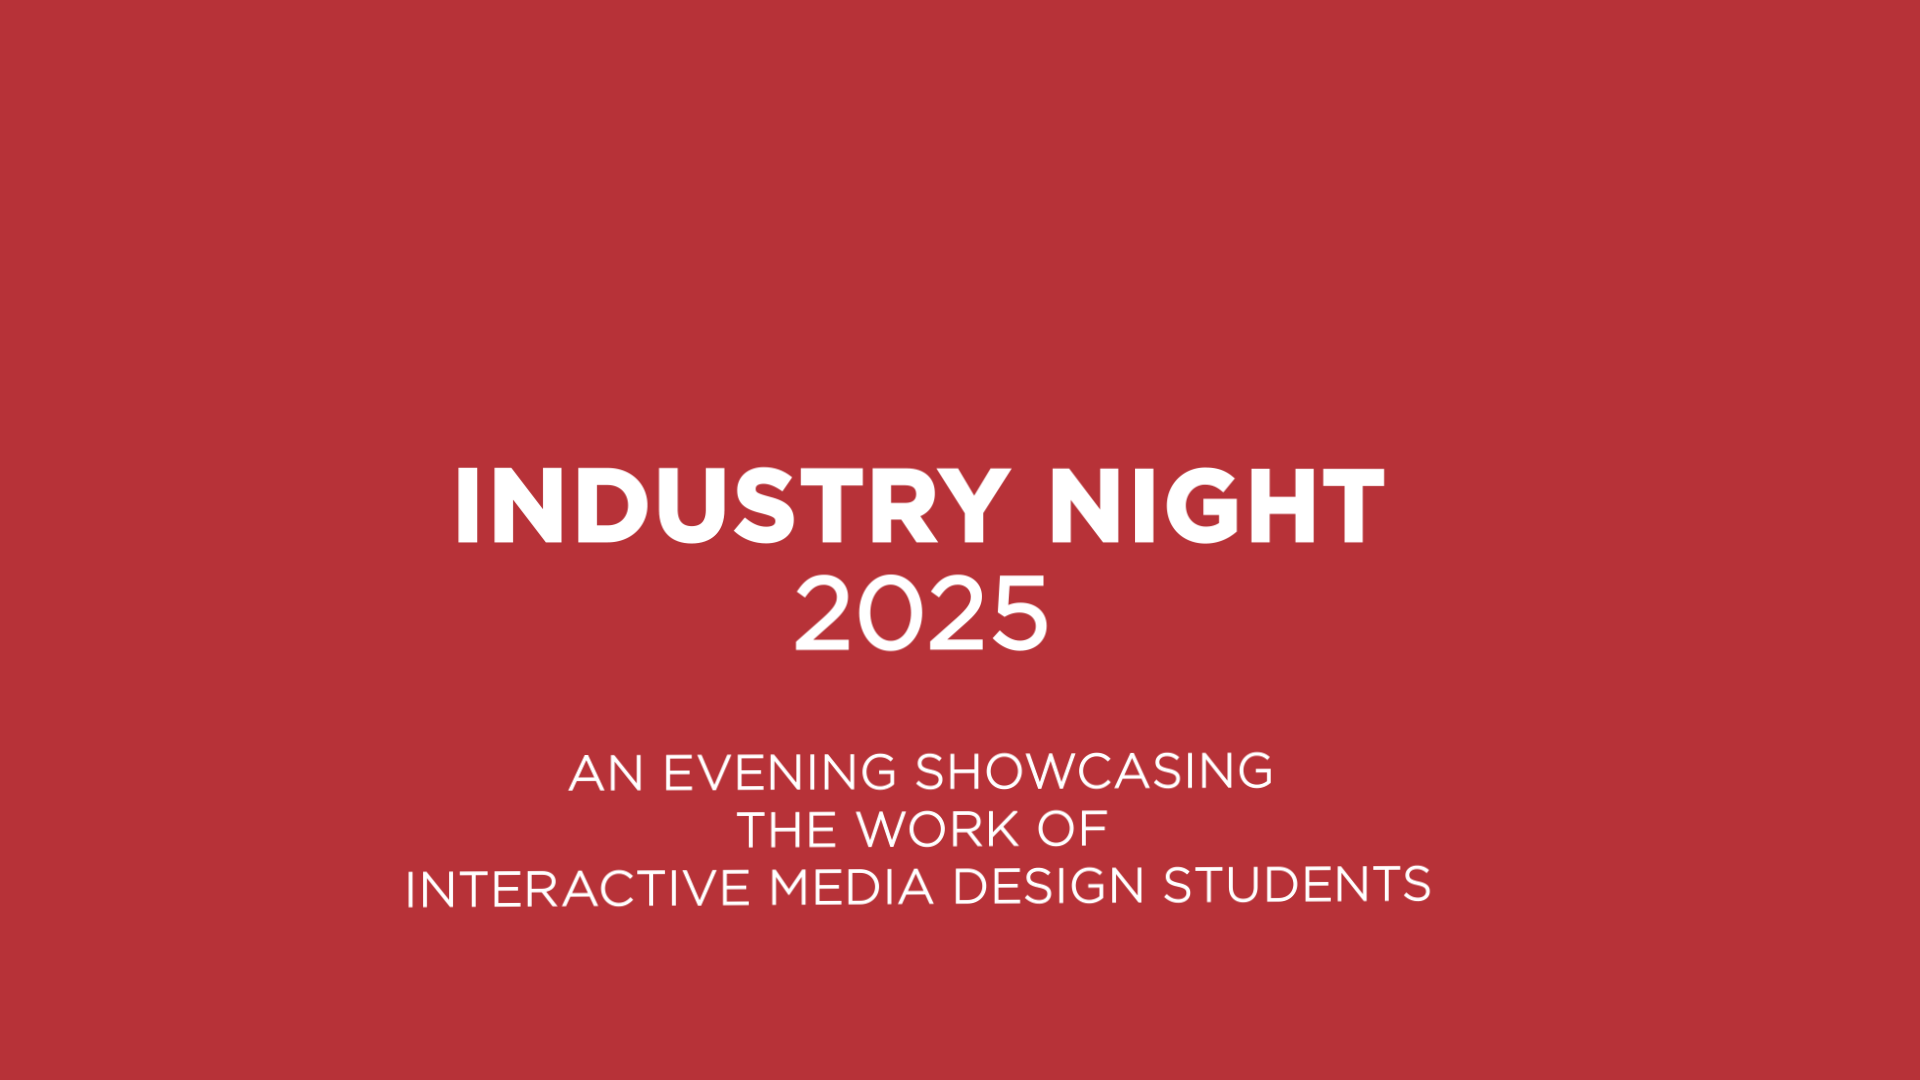 INDUSTRY NIGHT
2025
AN EVENING SHOWCASING
THE WORK OF
INTERACTIVE MEDIA DESIGN STUDENTS